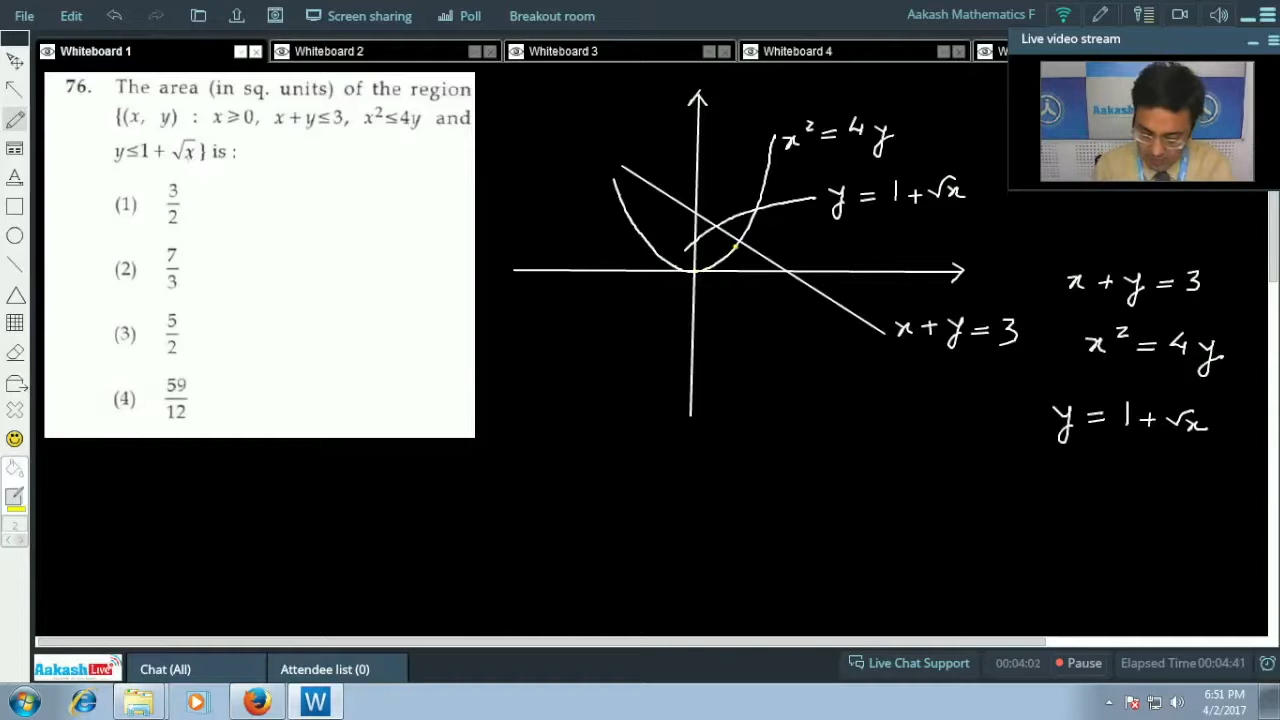 File Edit Screen sharing Poll Breakout room Aakash Mathematics F
Live video stream
Whiteboard 1 Whiteboard 2 Whiteboard 3 Whiteboard 4 W
76. The area (in sq. units) of the region
{(x, y) : x⩾0, x+y≤3, x²≤4y and
y≤1+√x} is :
(1) 3/2
(2) 7/3
(3) 5/2
(4) 59/12
x² = 4y
y = 1+√x
x + y = 3
x + y = 3
x² = 4y
y = 1+√x
Aakash
2
Aakash Live Chat (All) Attendee list (0) Live Chat Support 00:04:02 Pause Elapsed Time 00:04:41
W 6:51 PM
4/2/2017